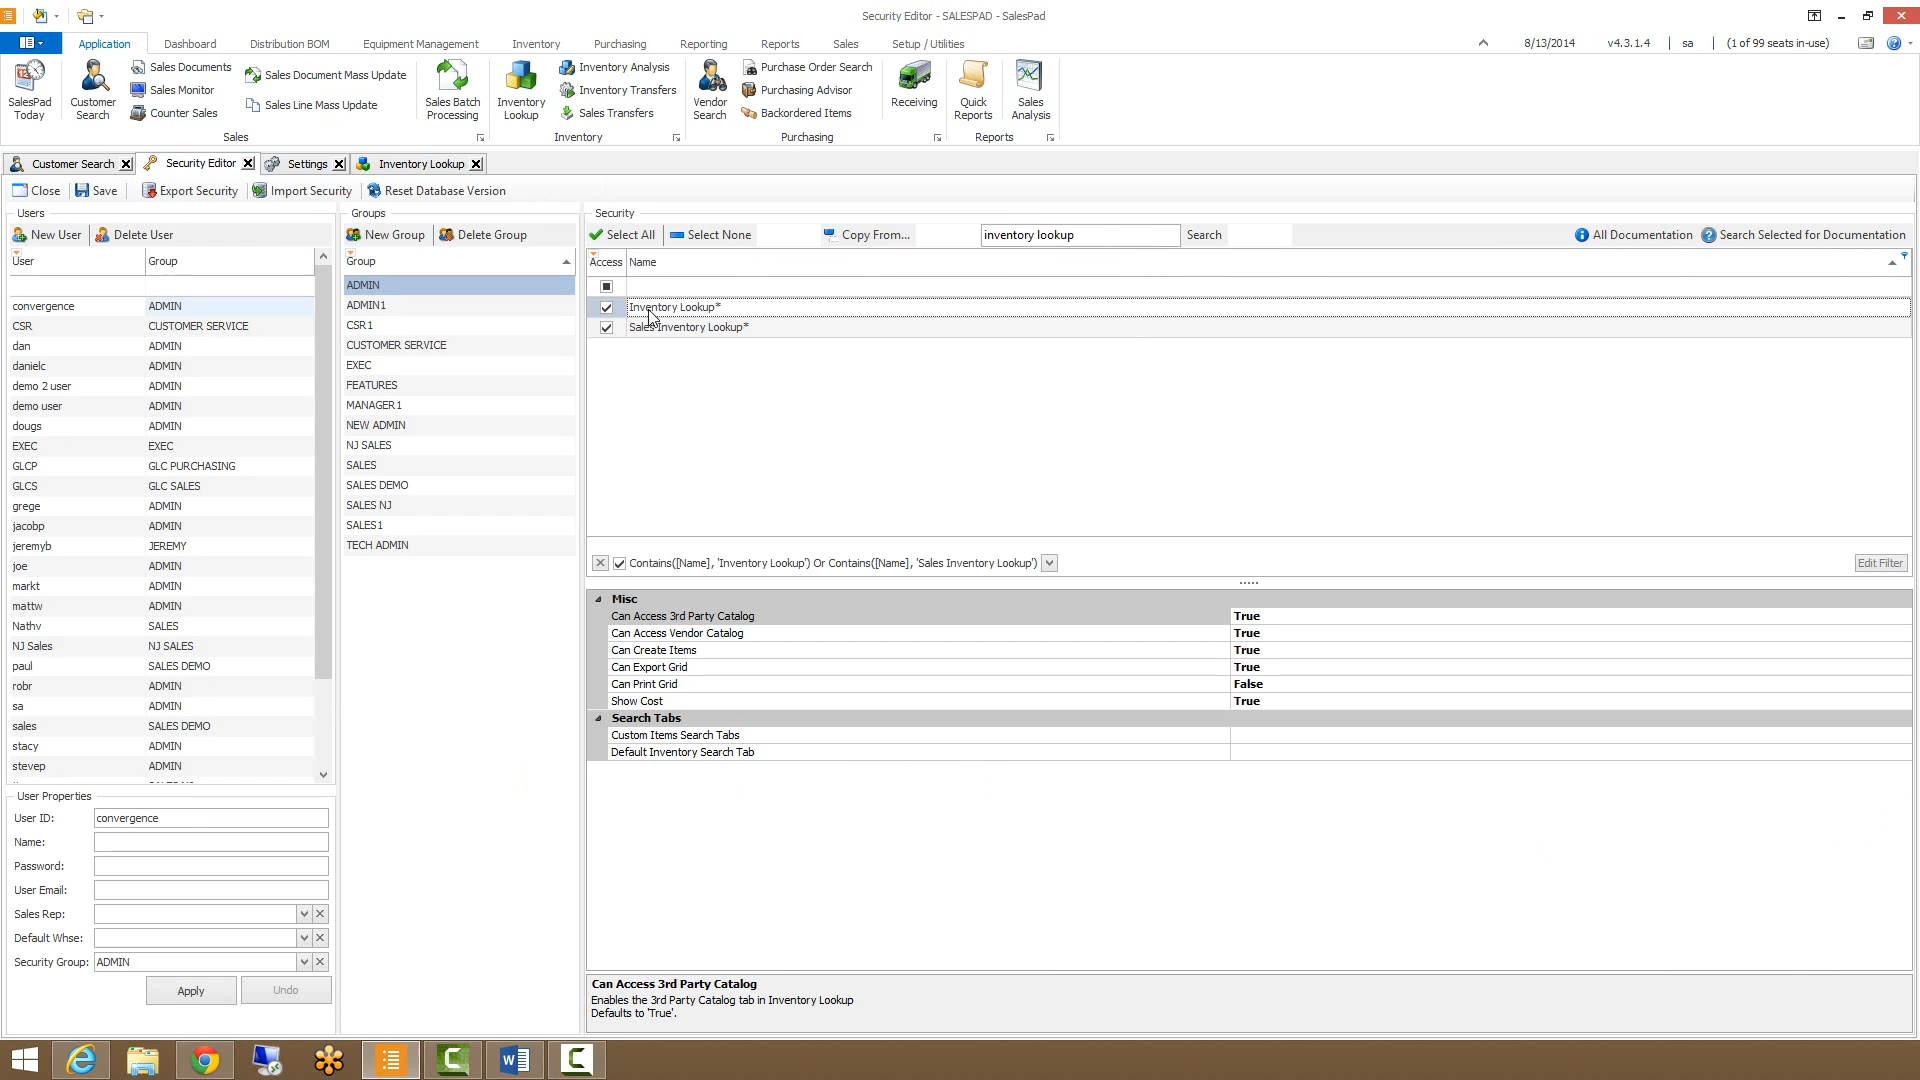 Security Editor - SALESPAD - SalesPad
Application Dashboard Distribution BOM Equipment Management Inventory Purchasing Reporting Reports Sales Setup / Utilities 8/13/2014 v4.3.1.4 sa (1 of 99 seats in-use)
SalesPad Today
Customer Search
Sales Documents
Sales Monitor
Counter Sales
Sales Document Mass Update
Sales Line Mass Update
Sales Batch Processing
Inventory Lookup
Inventory Analysis
Inventory Transfers
Sales Transfers
Vendor Search
Purchase Order Search
Purchasing Advisor
Backordered Items
Receiving
Quick Reports
Sales Analysis
Sales Inventory Purchasing Reports
Customer Search Security Editor Settings Inventory Lookup
Close Save Export Security Import Security Reset Database Version
Users
New User Delete User
User Group
convergence ADMIN
CSR CUSTOMER SERVICE
dan ADMIN
danielc ADMIN
demo 2 user ADMIN
demo user ADMIN
dougs ADMIN
EXEC EXEC
GLCP GLC PURCHASING
GLCS GLC SALES
grege ADMIN
jacobp ADMIN
jeremyb JEREMY
joe ADMIN
markt ADMIN
mattw ADMIN
Nathv SALES
NJ Sales NJ SALES
paul SALES DEMO
robr ADMIN
sa ADMIN
sales SALES DEMO
stacy ADMIN
stevep ADMIN
User Properties
User ID: convergence
Name:
Password:
User Email:
Sales Rep:
Default Whse:
Security Group: ADMIN
Apply Undo
Groups
New Group Delete Group
Group
ADMIN
ADMIN1
CSR1
CUSTOMER SERVICE
EXEC
FEATURES
MANAGER1
NEW ADMIN
NJ SALES
SALES
SALES DEMO
SALES NJ
SALES1
TECH ADMIN
Security
Select All Select None Copy From... inventory lookup Search All Documentation Search Selected for Documentation
Access Name
Inventory Lookup*
Sales Inventory Lookup*
Contains([Name], 'Inventory Lookup') Or Contains([Name], 'Sales Inventory Lookup') Edit Filter
Misc
Can Access 3rd Party Catalog True
Can Access Vendor Catalog True
Can Create Items True
Can Export Grid True
Can Print Grid False
Show Cost True
Search Tabs
Custom Items Search Tabs
Default Inventory Search Tab
Can Access 3rd Party Catalog
Enables the 3rd Party Catalog tab in Inventory Lookup
Defaults to 'True'.